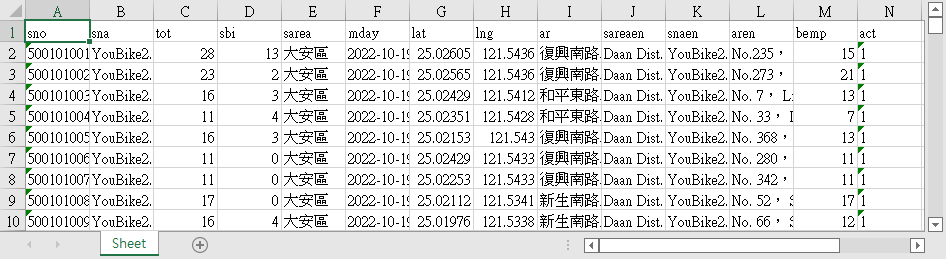 A B C D E F G H I J K L M N
1 sno sna tot sbi sarea mday lat lng ar sareaen snaen aren bemp act
2 500101001 YouBike2. 28 13 大安區 2022-10-19 25.02605 121.5436 復興南路 Daan Dist. YouBike2. No.235， 15 1
3 500101002 YouBike2. 23 2 大安區 2022-10-19 25.02565 121.5436 復興南路 Daan Dist. YouBike2. No.273， 21 1
4 500101003 YouBike2. 16 3 大安區 2022-10-19 25.02429 121.5412 和平東路 Daan Dist. YouBike2. No. 7， 13 1
5 500101004 YouBike2. 11 4 大安區 2022-10-19 25.02351 121.5428 和平東路 Daan Dist. YouBike2. No. 33， 7 1
6 500101005 YouBike2. 16 3 大安區 2022-10-19 25.02153 121.543 復興南路 Daan Dist. YouBike2. No. 368， 13 1
7 500101006 YouBike2. 11 0 大安區 2022-10-19 25.02429 121.5433 復興南路 Daan Dist. YouBike2. No. 280， 11 1
8 500101007 YouBike2. 11 0 大安區 2022-10-19 25.02253 121.5433 復興南路 Daan Dist. YouBike2. No. 342， 11 1
9 500101008 YouBike2. 17 0 大安區 2022-10-19 25.02112 121.5341 新生南路 Daan Dist. YouBike2. No. 52， 17 1
10 500101009 YouBike2. 16 4 大安區 2022-10-19 25.01976 121.5338 新生南路 Daan Dist. YouBike2. No. 66， 12 1
Sheet